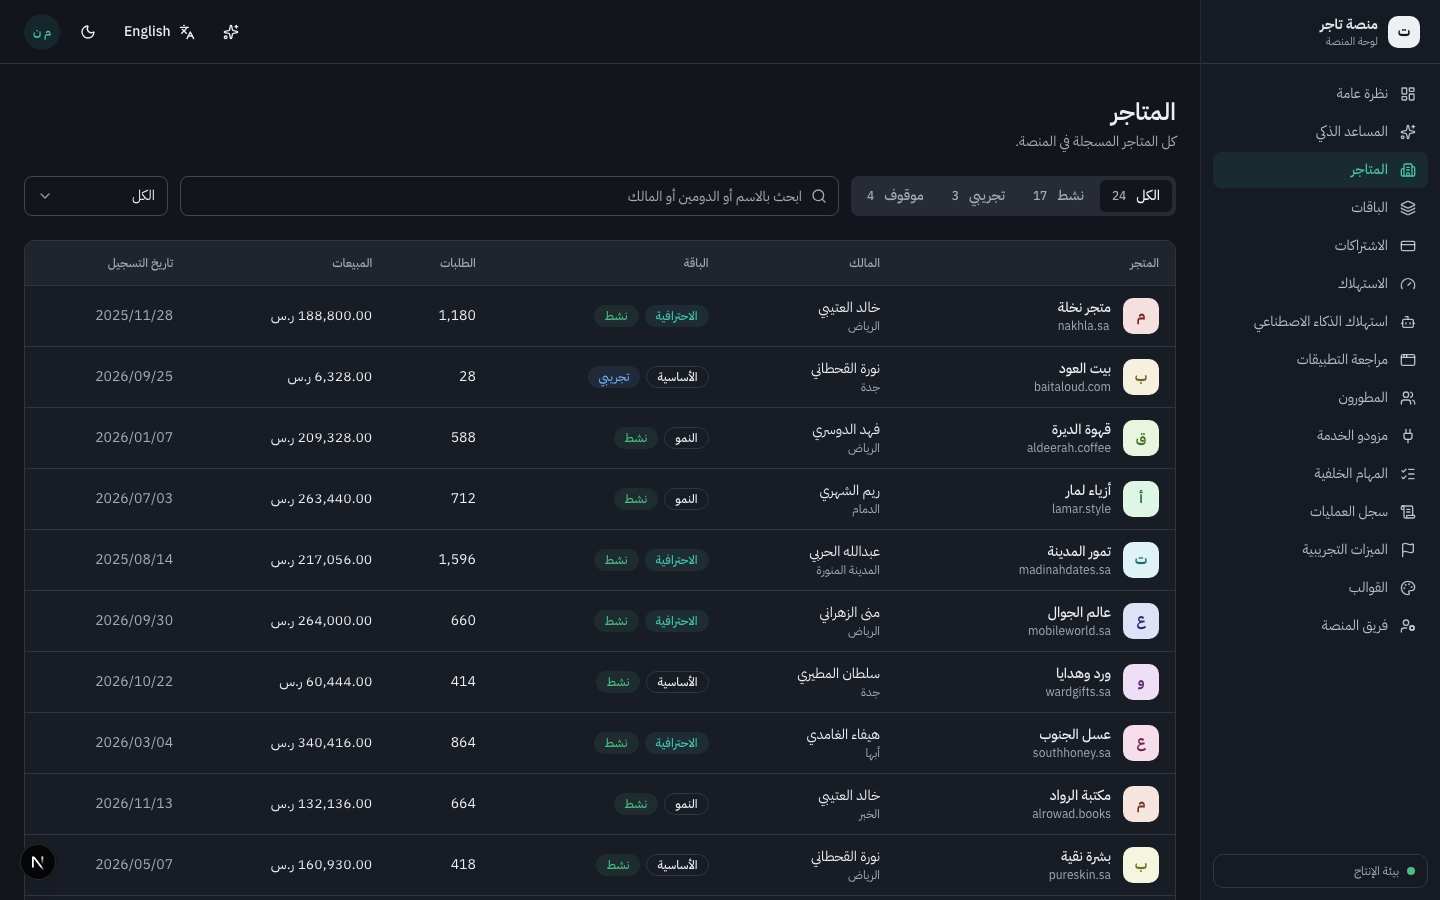 ت
منصة تاجر
لوحة المنصة
English
م ن
نظرة عامة
المساعد الذكي
المتاجر
الباقات
الاشتراكات
الاستهلاك
استهلاك الذكاء الاصطناعي
مراجعة التطبيقات
المطورون
مزودو الخدمة
المهام الخلفية
سجل العمليات
الميزات التجريبية
القوالب
فريق المنصة
بيئة الإنتاج
المتاجر
كل المتاجر المسجلة في المنصة.
الكل 24 نشط 17 تجريبي 3 موقوف 4
ابحث بالاسم أو الدومين أو المالك
الكل
المتجر المالك الباقة الطلبات المبيعات تاريخ التسجيل
م متجر نخلة خالد العتيبي الاحترافية نشط 1,180 188,800.00 ر.س 2025/11/28
nakhla.sa الرياض
ب بيت العود نورة القحطاني الأساسية تجريبي 28 6,328.00 ر.س 2026/09/25
baitaloud.com جدة
ق قهوة الديرة فهد الدوسري النمو نشط 588 209,328.00 ر.س 2026/01/07
aldeerah.coffee الرياض
أ أزياء لمار ريم الشهري النمو نشط 712 263,440.00 ر.س 2026/07/03
lamar.style الدمام
ت تمور المدينة عبدالله الحربي الاحترافية نشط 1,596 217,056.00 ر.س 2025/08/14
madinahdates.sa المدينة المنورة
ع عالم الجوال منى الزهراني الاحترافية نشط 660 264,000.00 ر.س 2026/09/30
mobileworld.sa الرياض
و ورد وهدايا سلطان المطيري الأساسية نشط 414 60,444.00 ر.س 2026/10/22
wardgifts.sa جدة
ع عسل الجنوب هيفاء الغامدي الاحترافية نشط 864 340,416.00 ر.س 2026/03/04
southhoney.sa أبها
م مكتبة الرواد خالد العتيبي النمو نشط 664 132,136.00 ر.س 2026/11/13
alrowad.books الخبر
ب بشرة نقية نورة القحطاني الأساسية نشط 418 160,930.00 ر.س 2026/05/07
pureskin.sa الرياض
N